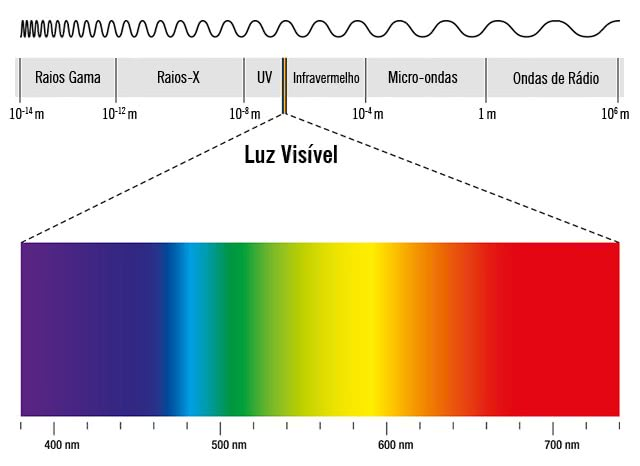 Raios Gama Raios-X UV Infravermelho Micro-ondas Ondas de Rádio
10⁻¹⁴ m 10⁻¹² m 10⁻⁸ m 10⁻⁴ m 1 m 10⁶ m
Luz Visível
400 nm 500 nm 600 nm 700 nm